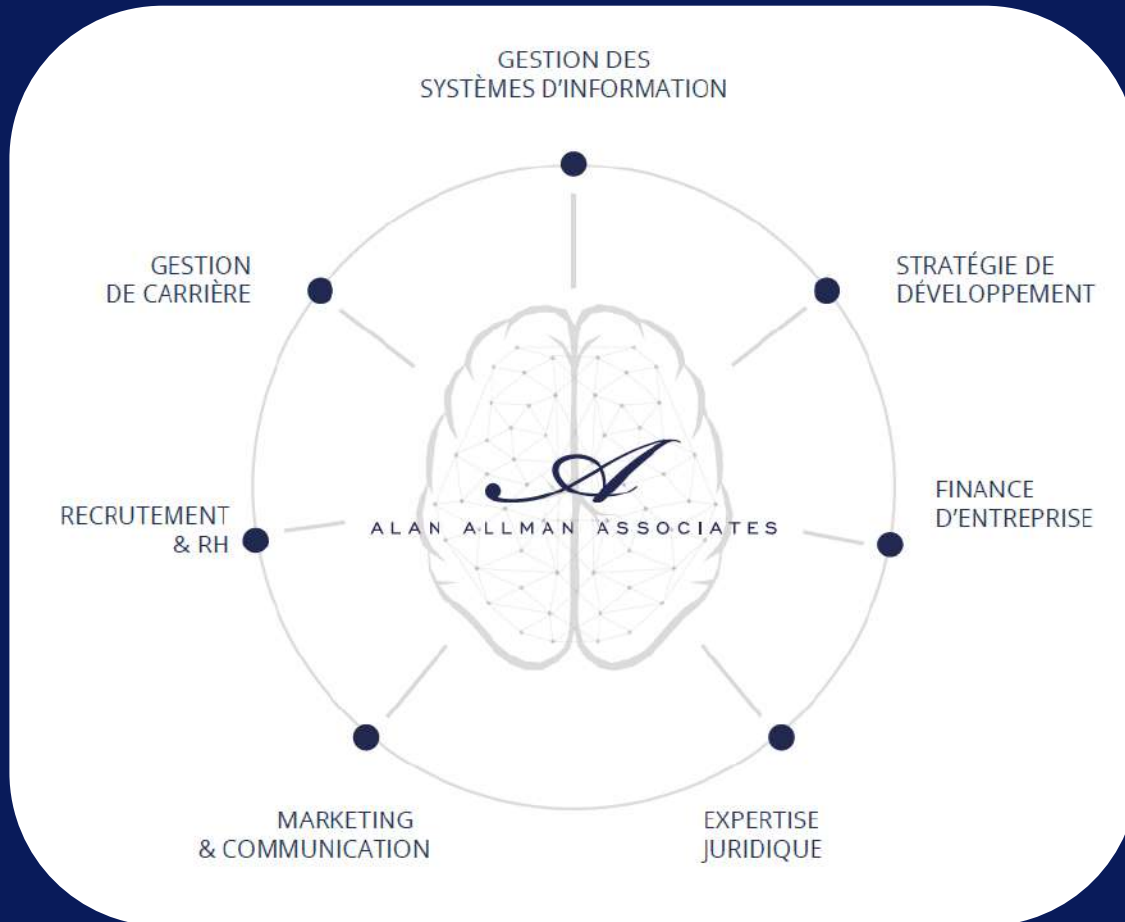 GESTION DES
SYSTÈMES D'INFORMATION
GESTION
DE CARRIÈRE
STRATÉGIE DE
DÉVELOPPEMENT
RECRUTEMENT
& RH
ALAN ALLMAN ASSOCIATES
FINANCE
D'ENTREPRISE
MARKETING
& COMMUNICATION
EXPERTISE
JURIDIQUE